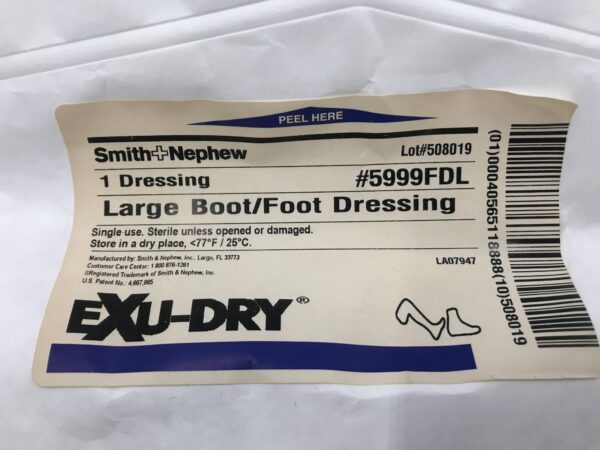 PEEL HERE
Smith+Nephew Lot#508019
1 Dressing #5999FDL
Large Boot/Foot Dressing
Single use. Sterile unless opened or damaged.
Store in a dry place, <77°F / 25°C.
Manufactured by: Smith & Nephew, Inc., Largo, FL 33773
Customer Care Center: 1 800 876-1261
®Registered Trademark of Smith & Nephew, Inc.
U.S. Patent No.: 4,667,665
LA07947
EXU-DRY®
(01)00040565118888(10)508019